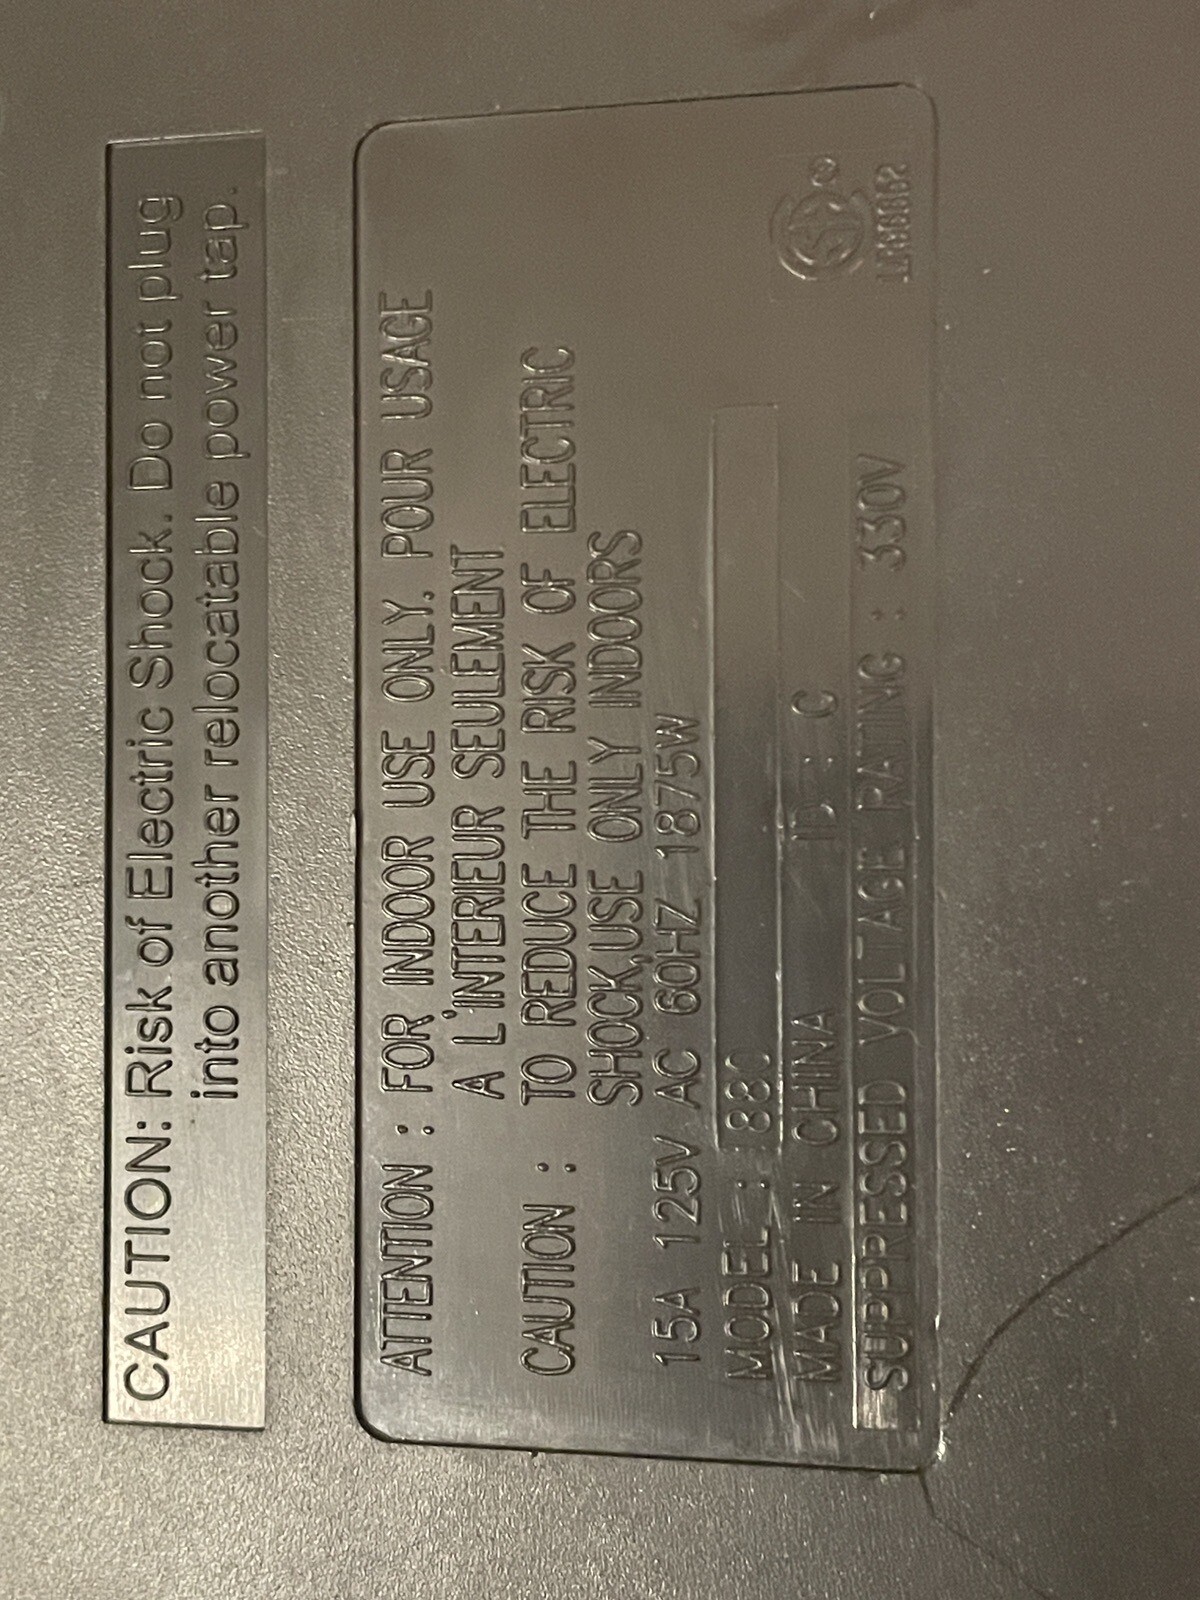 CAUTION: Risk of Electric Shock. Do not plug
into another relocatable power tap.
ATTENTION : FOR INDOOR USE ONLY. POUR USAGE
A L'INTERIEUR SEULEMENT
CAUTION : TO REDUCE THE RISK OF ELECTRIC
SHOCK,USE ONLY INDOORS
15A 125V AC 60HZ 1875W
MODEL :
MADE IN CHINA ID : C
SUPPRESSED VOLTAGE RATING : 330V